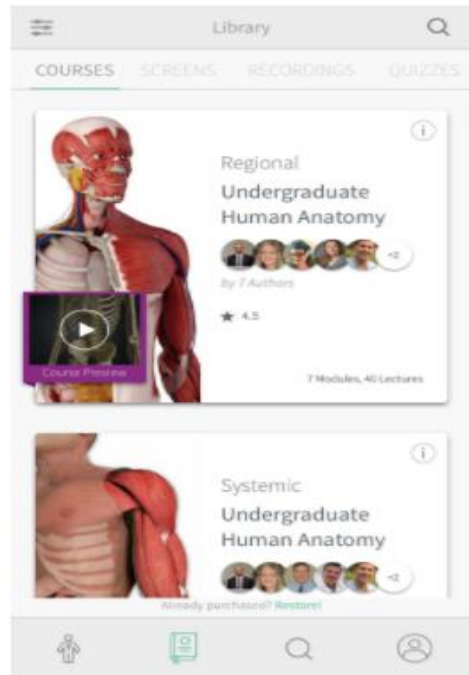 Library
COURSES SCREENS RECORDINGS QUIZZES
Regional
Undergraduate
Human Anatomy
+2
by 7 Authors
★ 4.5
Course Preview
7 Modules, 40 Lectures
Systemic
Undergraduate
Human Anatomy
+2
Already purchased? Restore!